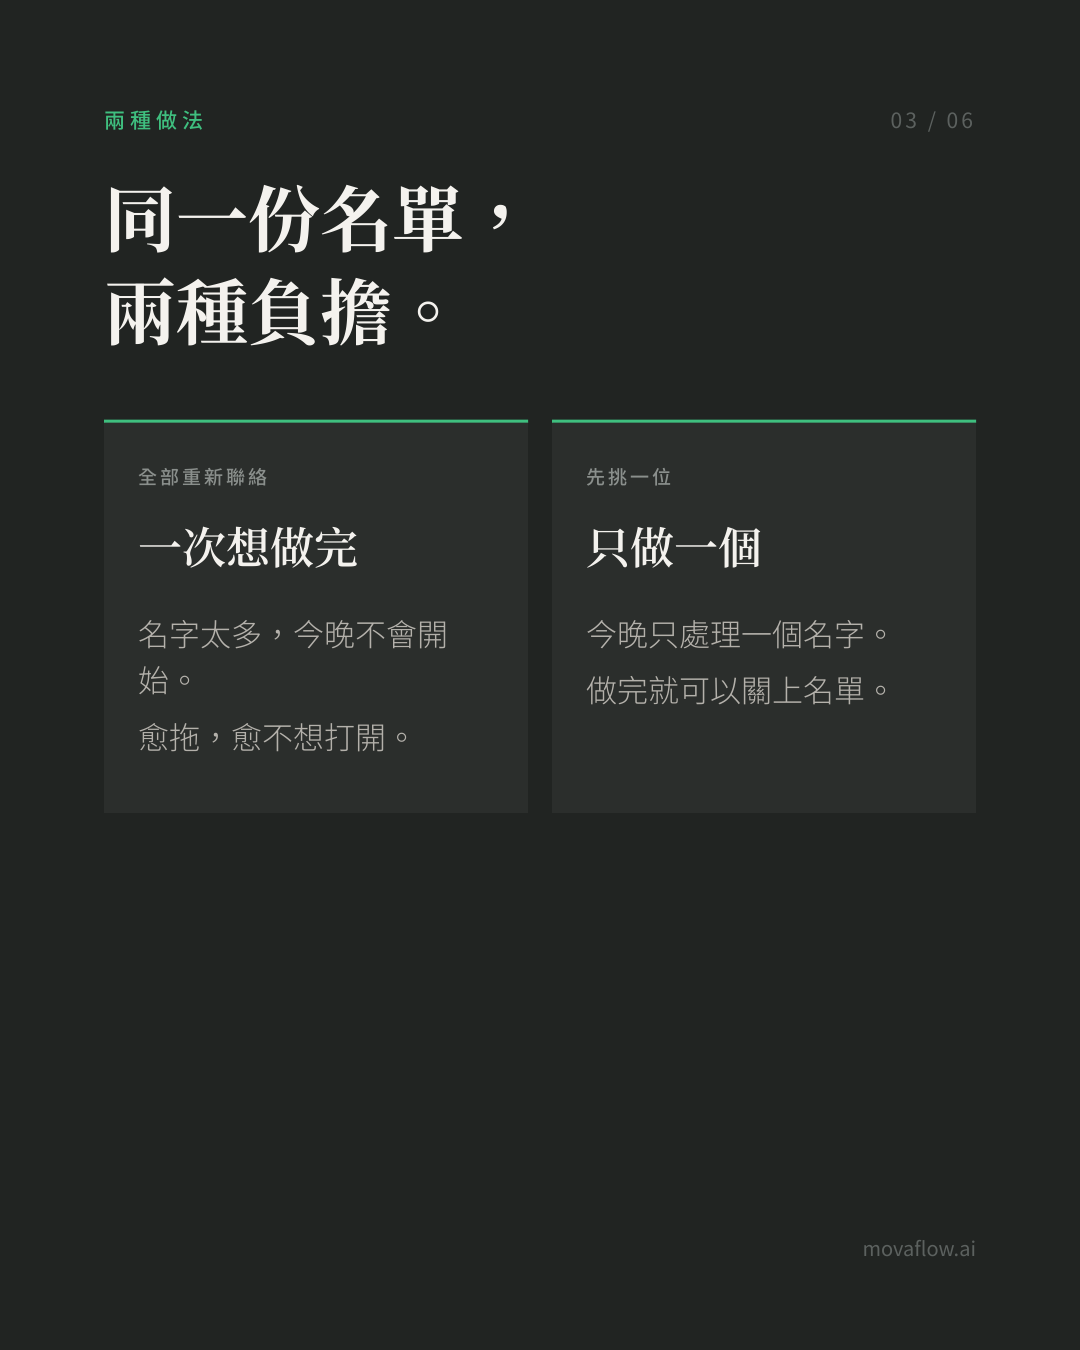 兩種做法
03 / 06
同一份名單，
兩種負擔。
全部重新聯絡
一次想做完
名字太多，今晚不會開
始。
愈拖，愈不想打開。
先挑一位
只做一個
今晚只處理一個名字。
做完就可以關上名單。
movaflow.ai